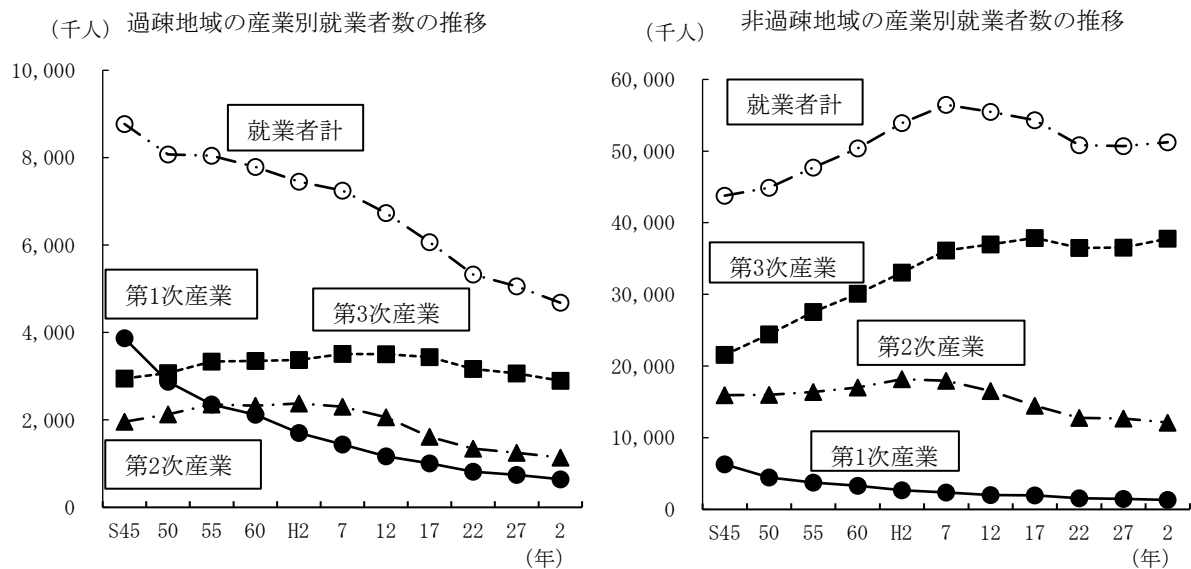 過疎地域の産業別就業者数の推移
（千人）
10,000
8,000
6,000
4,000
2,000
0
就業者計
第1次産業
第3次産業
第2次産業
S45 50 55 60 H2 7 12 17 22 27 2
（年）
非過疎地域の産業別就業者数の推移
（千人）
60,000
50,000
40,000
30,000
20,000
10,000
0
就業者計
第3次産業
第2次産業
第1次産業
S45 50 55 60 H2 7 12 17 22 27 2
（年）